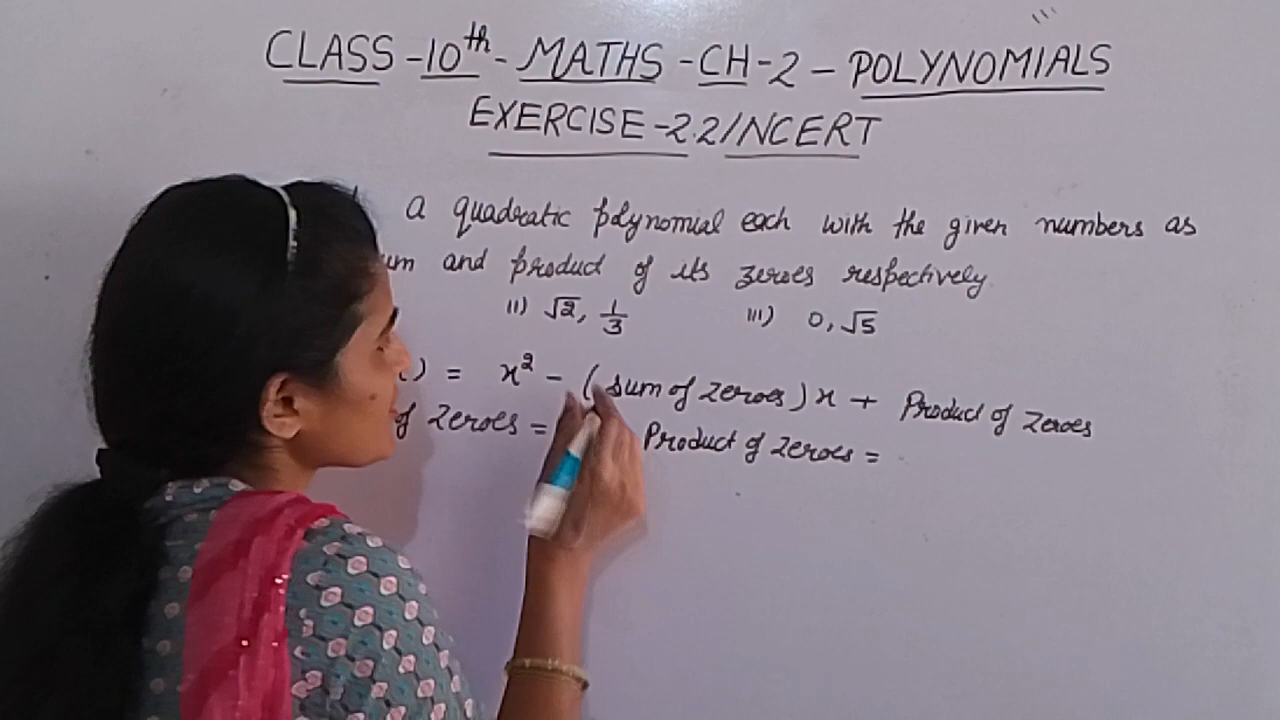 CLASS - 10th - MATHS - CH - 2 - POLYNOMIALS
EXERCISE - 2.2/NCERT
a quadratic polynomial each with the given numbers as
um and product of its zeroes respectively
ii) √2, 1/3 iii) 0, √5
) = x² - (sum of zeroes) x + Product of zeroes
of zeroes = Product of zeroes =